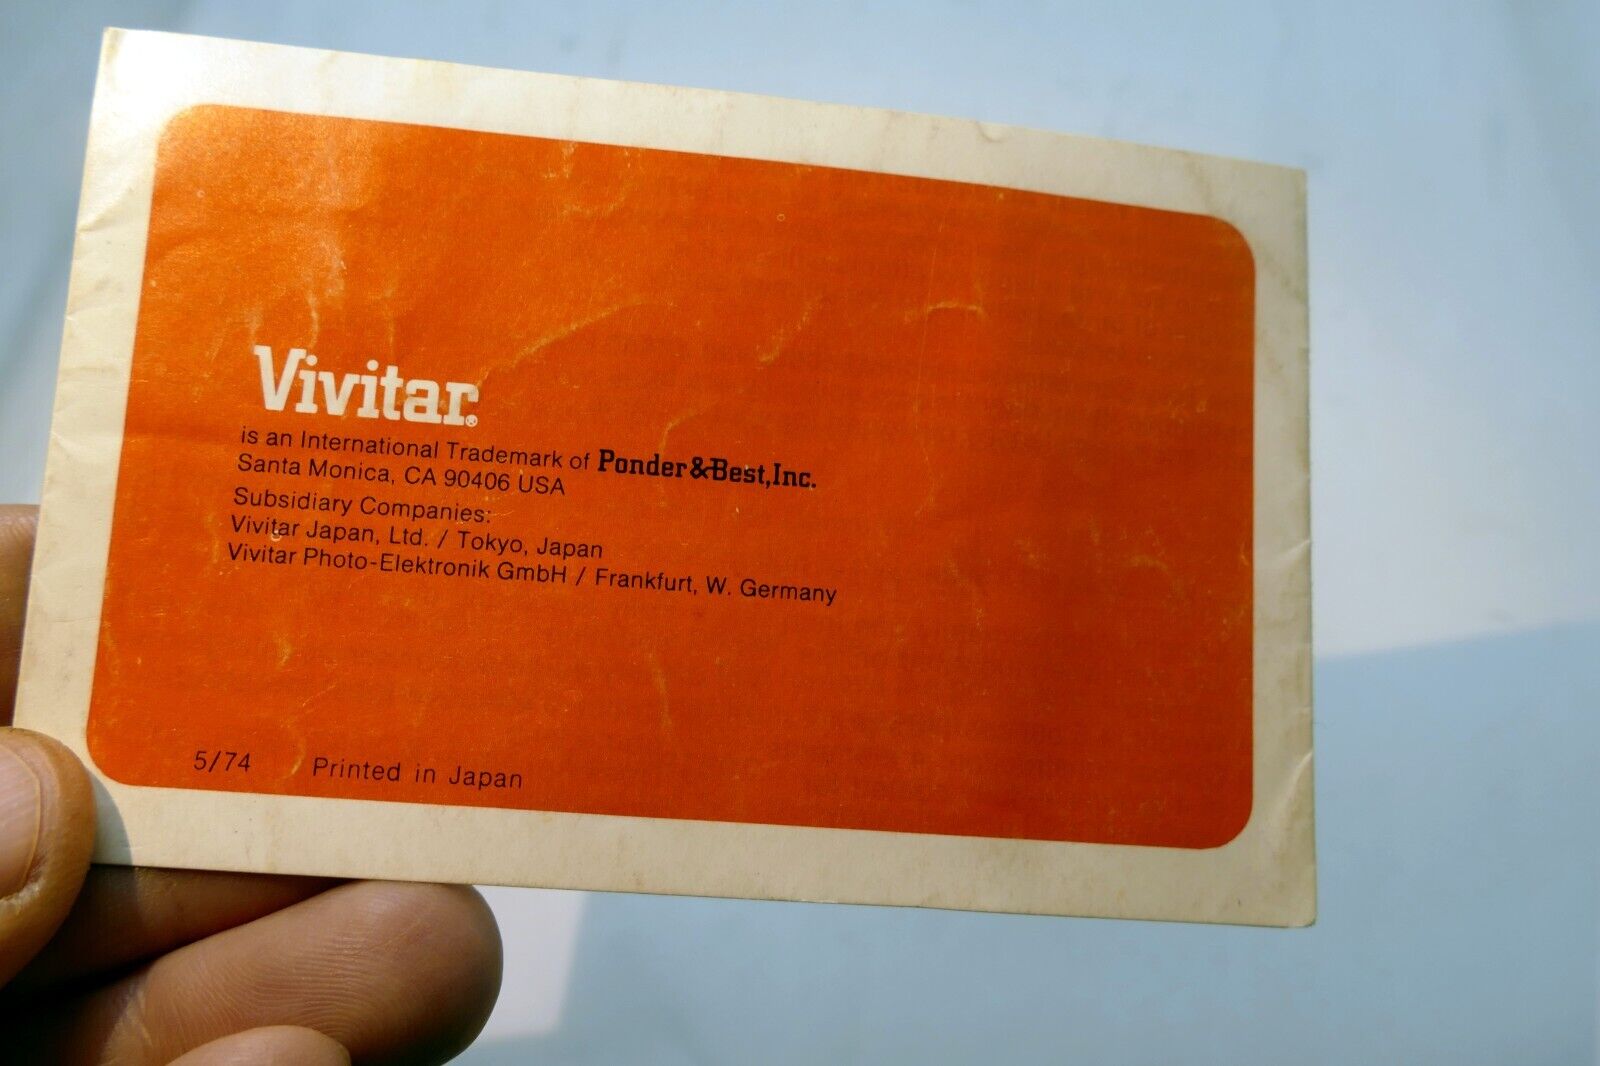 Vivitar®
is an International Trademark of Ponder&Best,Inc.
Santa Monica, CA 90406 USA
Subsidiary Companies:
Vivitar Japan, Ltd. / Tokyo, Japan
Vivitar Photo-Elektronik GmbH / Frankfurt, W. Germany
5/74 Printed in Japan